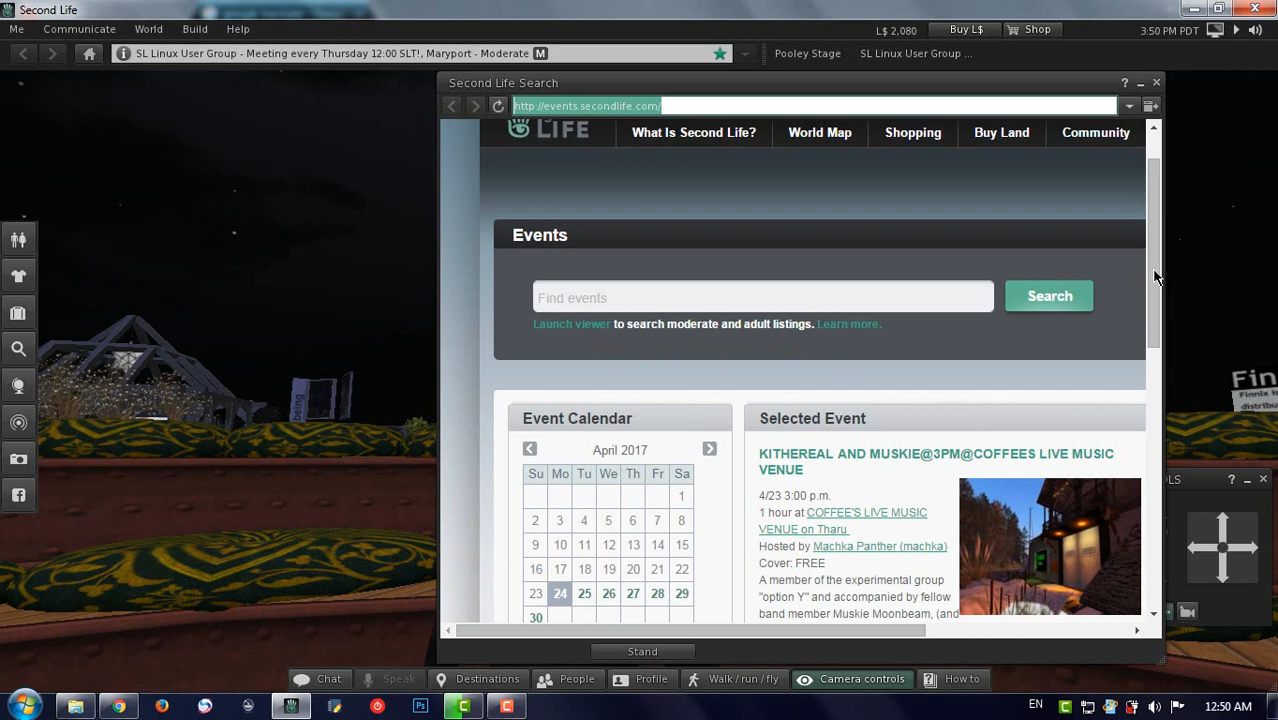 Second Life
Me Communicate World Build Help
L$ 2,080 Buy L$ Shop 3:50 PM PDT
SL Linux User Group - Meeting every Thursday 12:00 SLT!, Maryport - Moderate M
Pooley Stage SL Linux User Group ...
Second Life Search ?
http://events.secondlife.com/
LIFE What Is Second Life? World Map Shopping Buy Land Community
Events
Find events Search
Launch viewer to search moderate and adult listings. Learn more.
Event Calendar
April 2017
Su Mo Tu We Th Fr Sa
1
2 3 4 5 6 7 8
9 10 11 12 13 14 15
16 17 18 19 20 21 22
23 24 25 26 27 28 29
30
Selected Event
KITHEREAL AND MUSKIE@3PM@COFFEES LIVE MUSIC
VENUE
4/23 3:00 p.m.
1 hour at COFFEE'S LIVE MUSIC
VENUE on Tharu
Hosted by Machka Panther (machka)
Cover: FREE
A member of the experimental group
"option Y" and accompanied by fellow
band member Muskie Moonbeam, (and
Fin
Finnix is
distribu
being
OLS ?
Stand
Chat Speak Destinations People Profile Walk / run / fly Camera controls How to
Ps C C EN C 12:50 AM